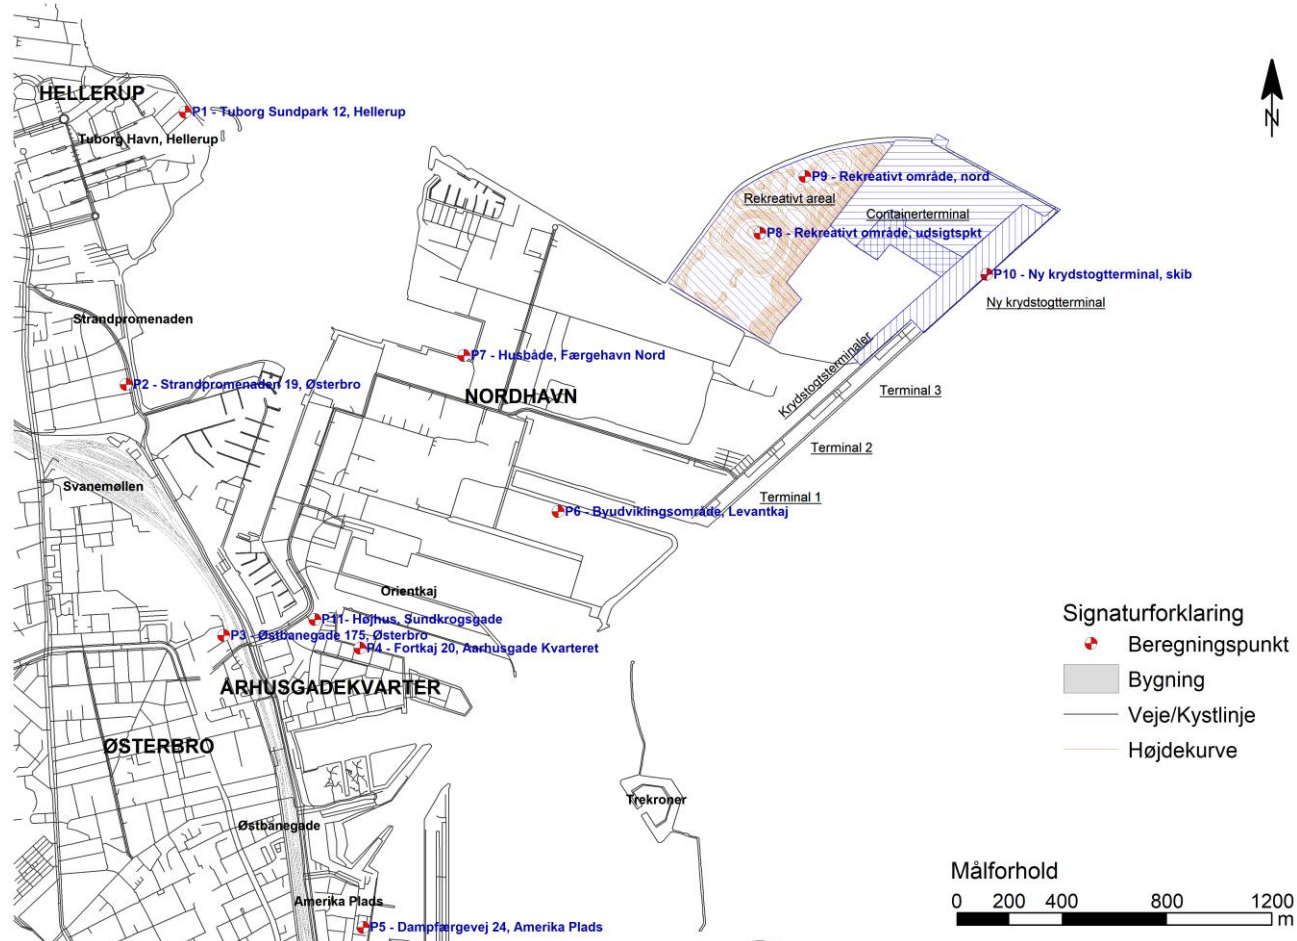 HELLERUP
P1 - Tuborg Sundpark 12, Hellerup
Tuborg Havn, Hellerup
N
P9 - Rekreativt område, nord
Rekreativt areal
Containerterminal
P8 - Rekreativt område, udsigtspkt
P10 - Ny krydstogtterminal, skib
Ny krydstogtterminal
Strandpromenaden
P7 - Husbåde, Færgehavn Nord
P2 - Strandpromenaden 19, Østerbro
NORDHAVN
Krydstogtsterminaler
Terminal 3
Terminal 2
Svanemøllen
Terminal 1
P6 - Byudviklingsområde, Levantkaj
Orientkaj
P11- Højhus, Sundkrogsgade
P3 - Østbanegade 175, Østerbro
P4 - Fortkaj 20, Aarhusgade Kvarteret
ÅRHUSGADEKVARTER
ØSTERBRO
Trekroner
Østbanegade
Amerika Plads
P5 - Dampfærgevej 24, Amerika Plads
Signaturforklaring
Beregningspunkt
Bygning
Veje/Kystlinje
Højdekurve
Målforhold
0 200 400 800 1200
m